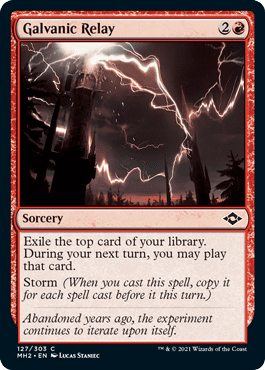 Galvanic Relay 2
Sorcery
Exile the top card of your library.
During your next turn, you may play
that card.
Storm (When you cast this spell, copy it
for each spell cast before it this turn.)
Abandoned years ago, the experiment
continues to iterate upon itself.
127/303 C
MH2 • EN LUCAS STANIEC
™ & © 2021 Wizards of the Coast